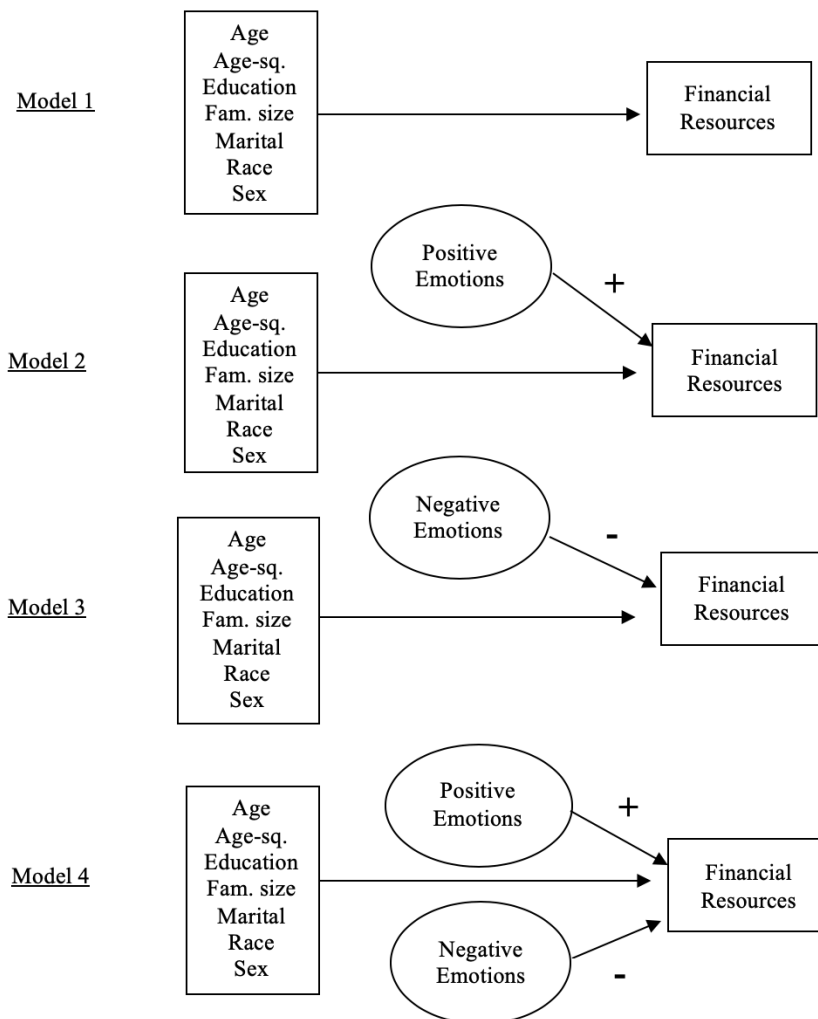 Model 1
Age
Age-sq.
Education
Fam. size
Marital
Race
Sex
Financial
Resources
Model 2
Age
Age-sq.
Education
Fam. size
Marital
Race
Sex
Positive
Emotions
+
Financial
Resources
Model 3
Age
Age-sq.
Education
Fam. size
Marital
Race
Sex
Negative
Emotions
-
Financial
Resources
Model 4
Age
Age-sq.
Education
Fam. size
Marital
Race
Sex
Positive
Emotions
+
Negative
Emotions
-
Financial
Resources